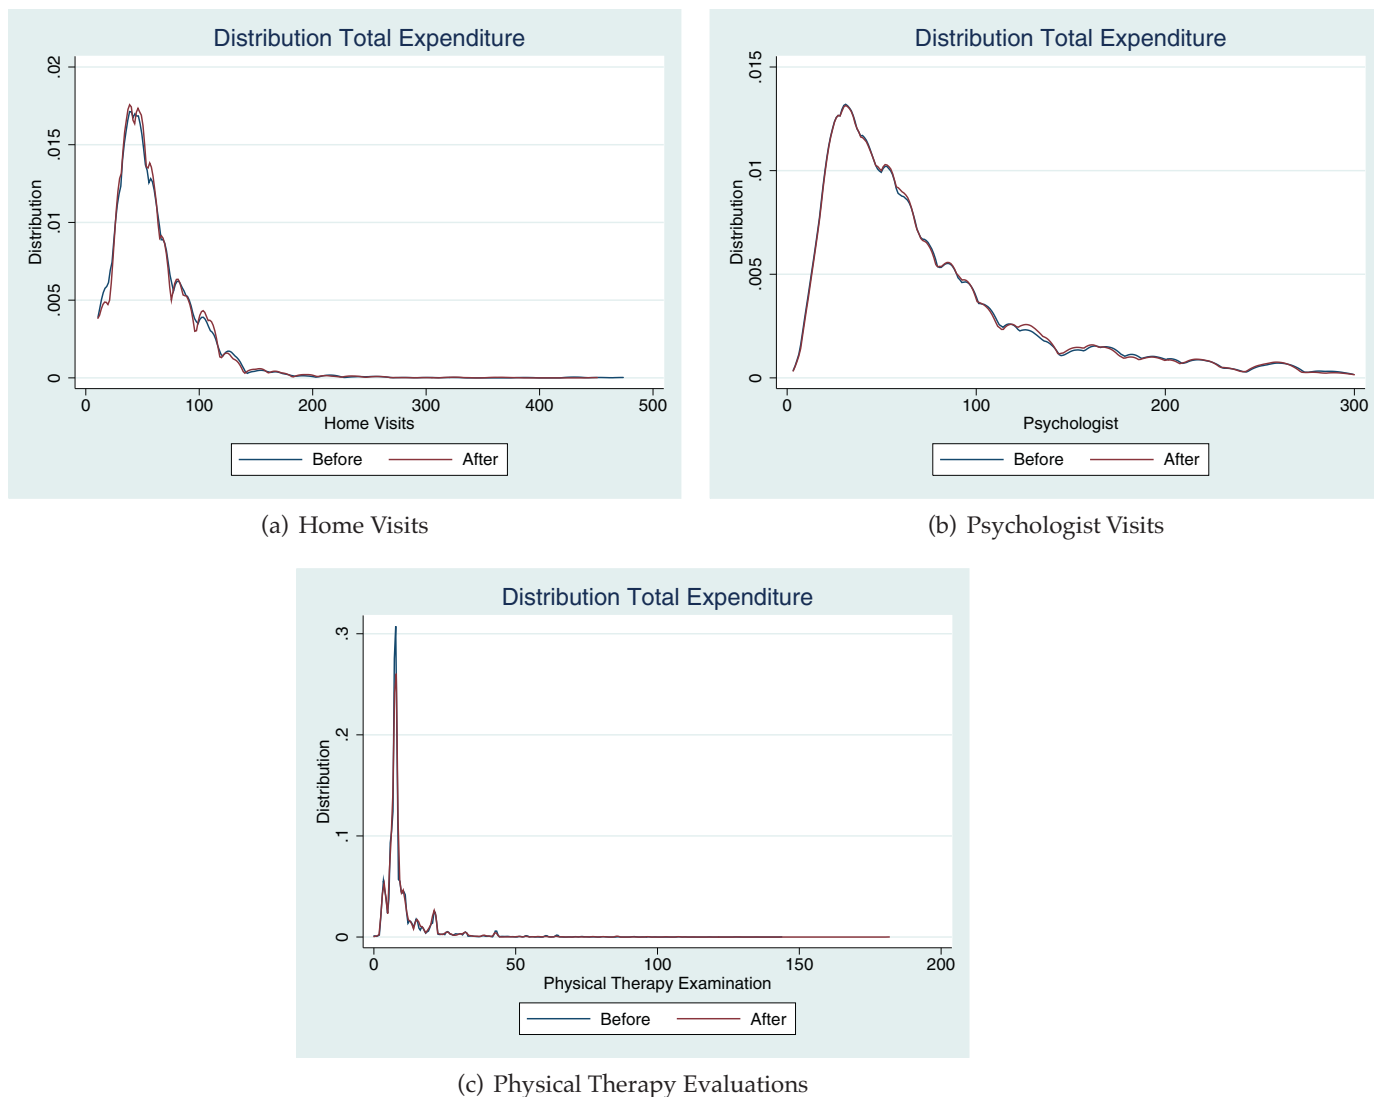 Distribution Total Expenditure
Distribution
.02
.015
.01
.005
0
0 100 200 300 400 500
Home Visits
Before After
(a) Home Visits
Distribution Total Expenditure
Distribution
.015
.01
.005
0
0 100 200 300
Psychologist
Before After
(b) Psychologist Visits
Distribution Total Expenditure
Distribution
.3
.2
.1
0
0 50 100 150 200
Physical Therapy Examination
Before After
(c) Physical Therapy Evaluations